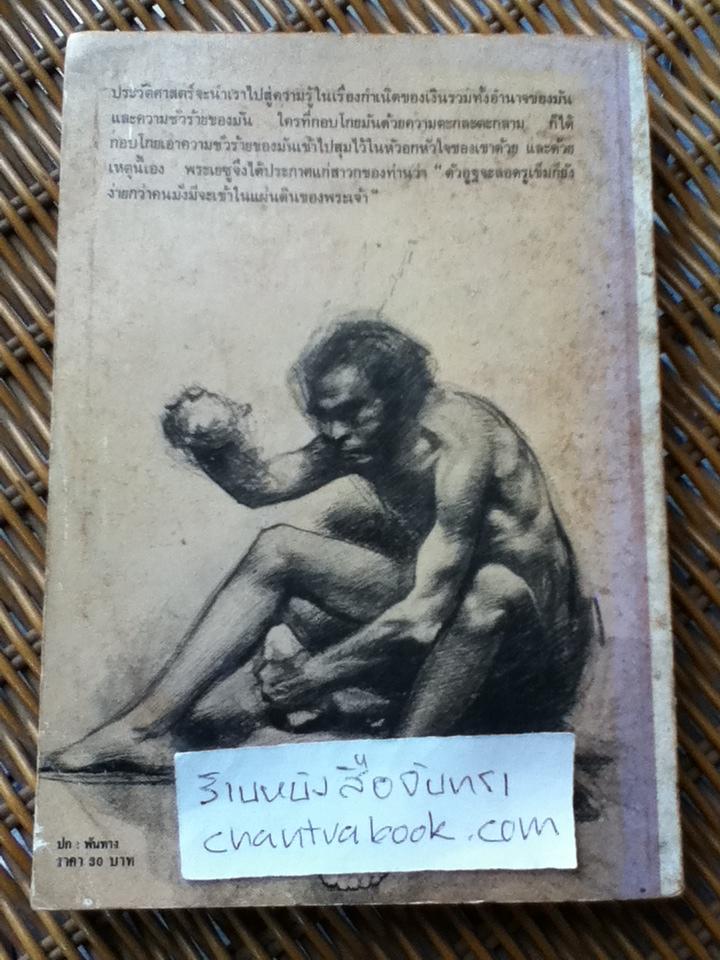 ประวัติศาสตร์จะนำเราไปสู่ความรู้ในเรื่องกำเนิดของเงินรวมทั้งอำนาจของมัน
และความชั่วร้ายของมัน ใครที่กอบโกยมันด้วยความตะกละตะกลาม ก็ได้
กอบโกยเอาความชั่วร้ายของมันเข้าไปสุมไว้ในหัวอกหัวใจของเขาด้วย และด้วย
เหตุนี้เอง พระเยซูจึงได้ประกาศแก่สาวกของท่านว่า “ ตัวอูฐจะลอดรูเข็มก็ยัง
ง่ายกว่าคนมั่งมีจะเข้าในแผ่นดินของพระเจ้า ”
ร้านหนังสือจันทรา
chantrabook.com
ปก : พันทาง
ราคา 30 บาท